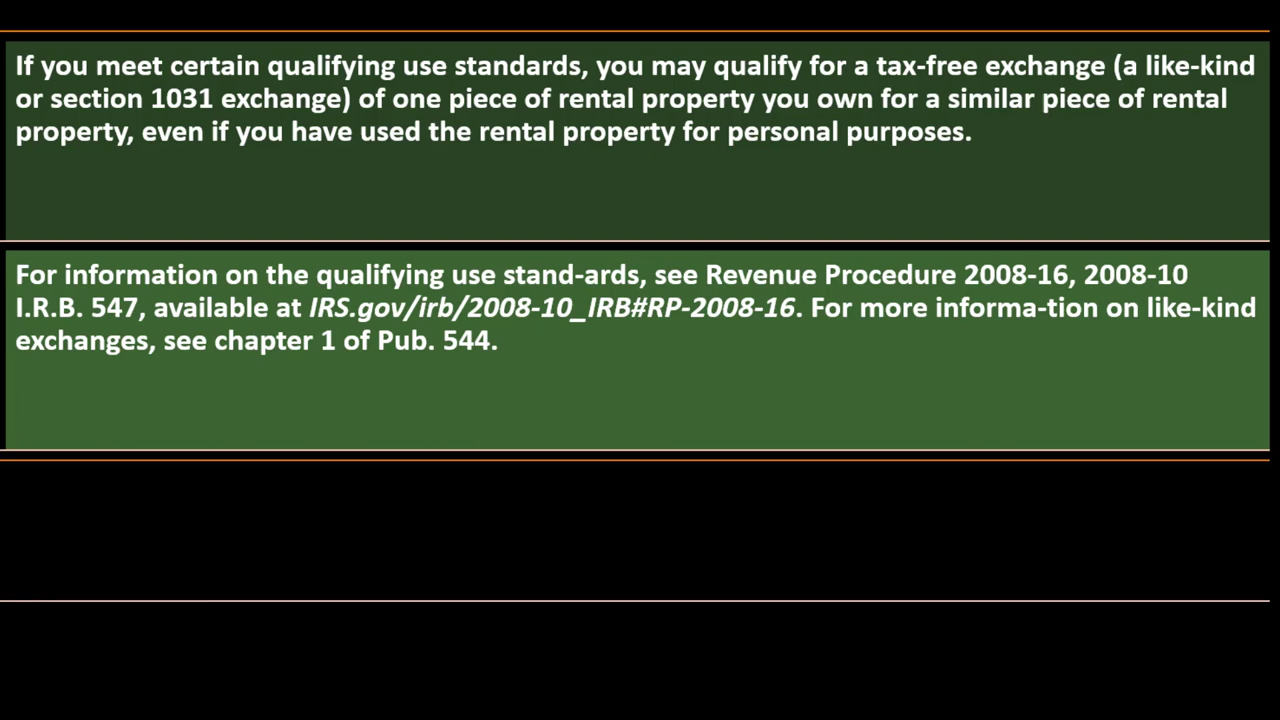 If you meet certain qualifying use standards, you may qualify for a tax-free exchange (a like-kind
or section 1031 exchange) of one piece of rental property you own for a similar piece of rental
property, even if you have used the rental property for personal purposes.
For information on the qualifying use stand-ards, see Revenue Procedure 2008-16, 2008-10
I.R.B. 547, available at IRS.gov/irb/2008-10_IRB#RP-2008-16. For more informa-tion on like-kind
exchanges, see chapter 1 of Pub. 544.